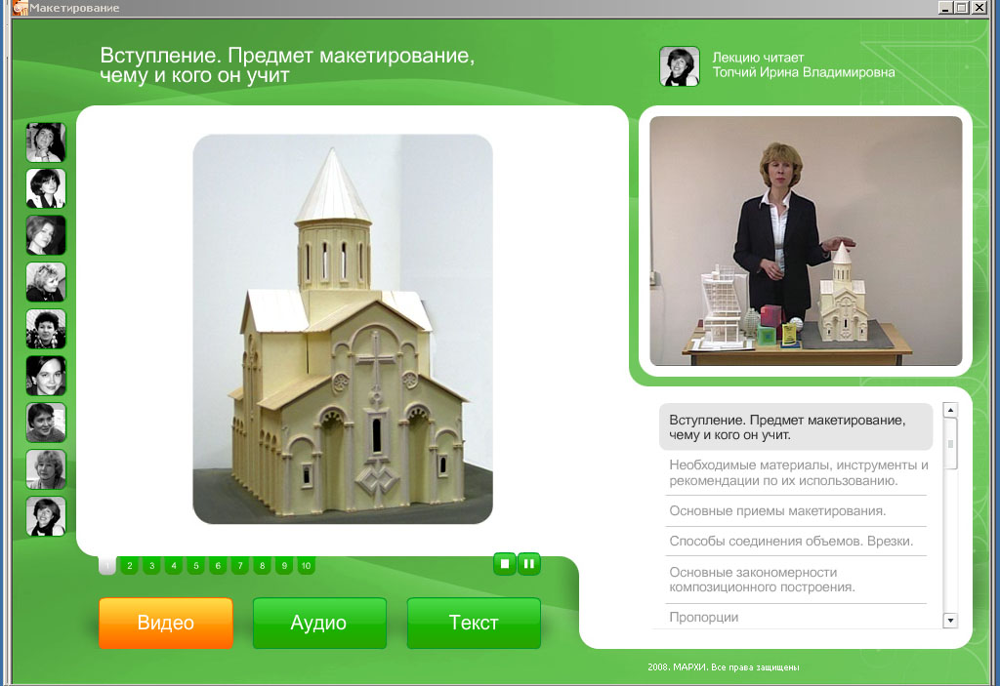 Макетирование
Вступление. Предмет макетирование,
чему и кого он учит
Лекцию читает
Топчий Ирина Владимировна
Вступление. Предмет макетирование,
чему и кого он учит.
Необходимые материалы, инструменты и
рекомендации по их использованию.
Основные приемы макетирования.
Способы соединения объемов. Врезки.
Основные закономерности
композиционного построения.
Пропорции
1 2 3 4 5 6 7 8 9 10
Видео Аудио Текст
2008. МАРХИ. Все права защищены